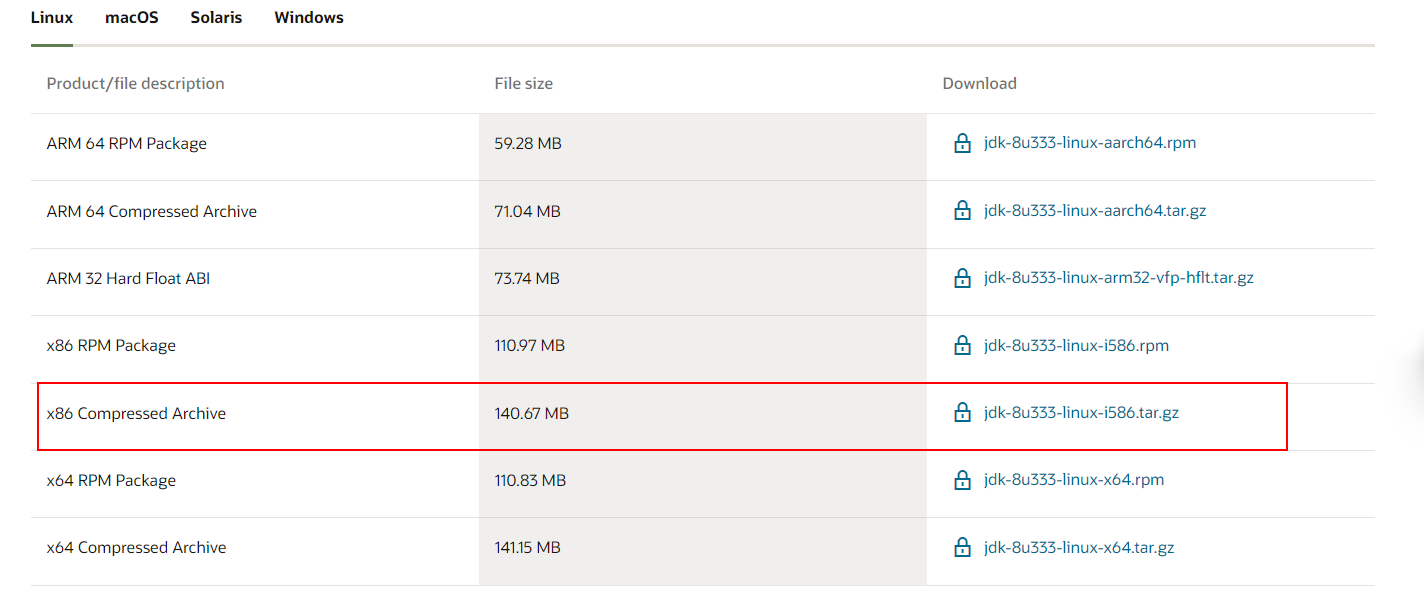 Linux macOS Solaris Windows
Product/file description File size Download
ARM 64 RPM Package 59.28 MB jdk-8u333-linux-aarch64.rpm
ARM 64 Compressed Archive 71.04 MB jdk-8u333-linux-aarch64.tar.gz
ARM 32 Hard Float ABI 73.74 MB jdk-8u333-linux-arm32-vfp-hflt.tar.gz
x86 RPM Package 110.97 MB jdk-8u333-linux-i586.rpm
x86 Compressed Archive 140.67 MB jdk-8u333-linux-i586.tar.gz
x64 RPM Package 110.83 MB jdk-8u333-linux-x64.rpm
x64 Compressed Archive 141.15 MB jdk-8u333-linux-x64.tar.gz